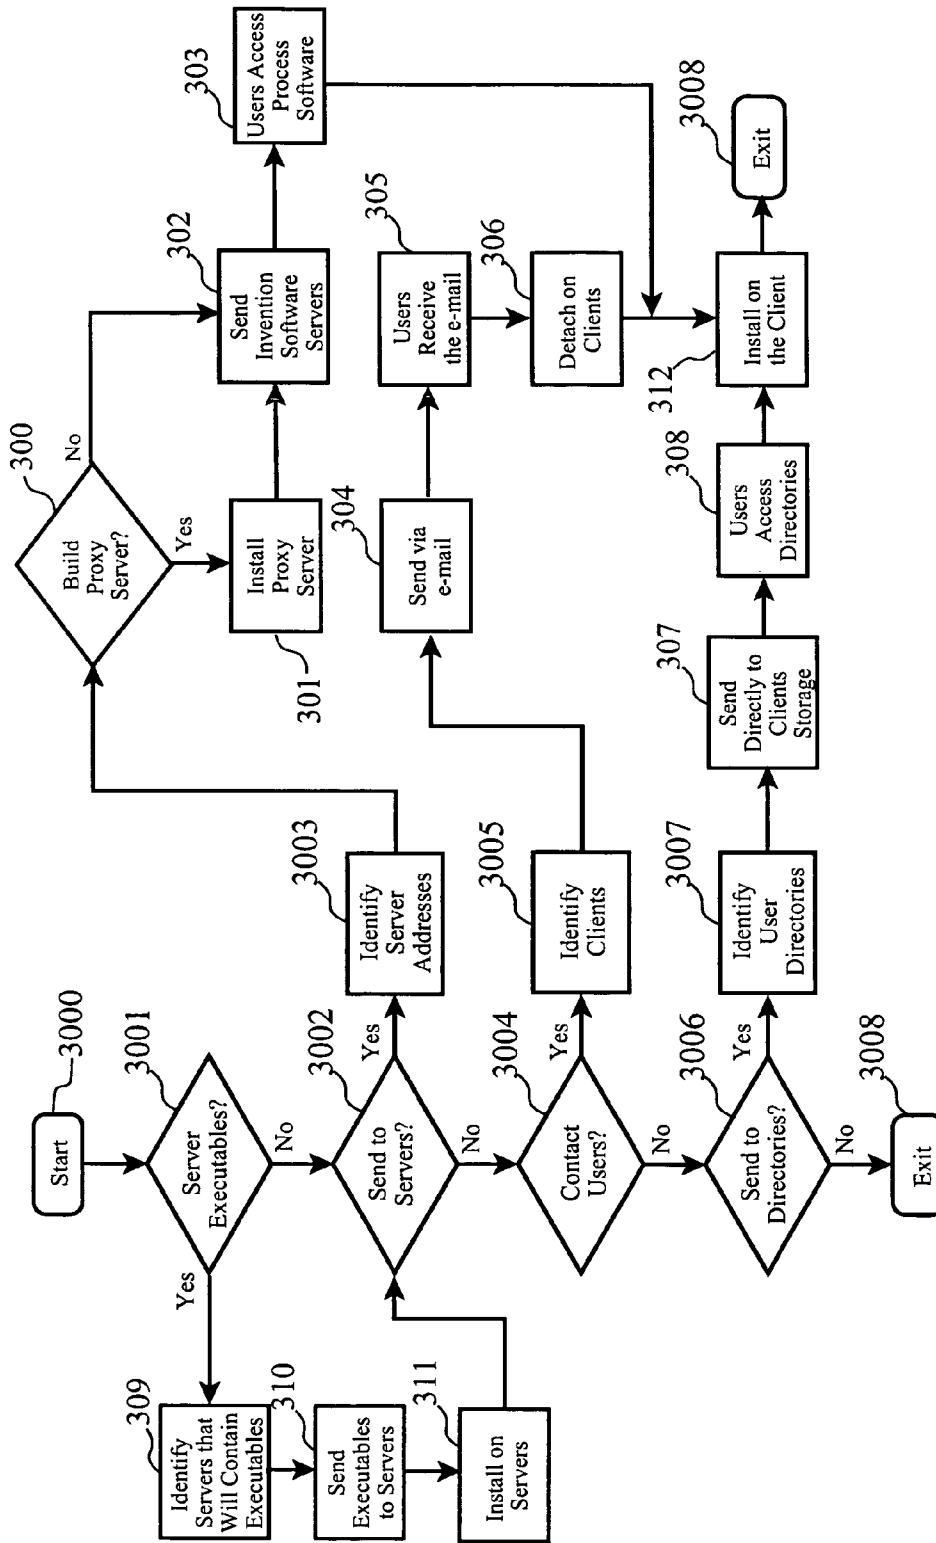 Start
3000
Server
Executables?
3001
Yes
No
Identify
Servers that
Will Contain
Executables
309
Send
Executables
to Servers
310
Install on
Servers
311
Send to
Servers?
3002
Yes
No
Identify
Server
Addresses
3003
Build
Proxy
Server?
300
No
Yes
Install
Proxy
Server
301
Send
Invention
Software
Servers
302
Users Access
Process
Software
303
Contact
Users?
3004
Yes
No
Identify
Clients
3005
Send via
e-mail
304
Users
Receive
the e-mail
305
Detach on
Clients
306
Send to
Directories?
3006
Yes
No
Identify
User
Directories
3007
Send
Directly to
Clients
Storage
307
Users
Access
Directories
308
Install on
the Client
312
Exit
3008
Exit
3008